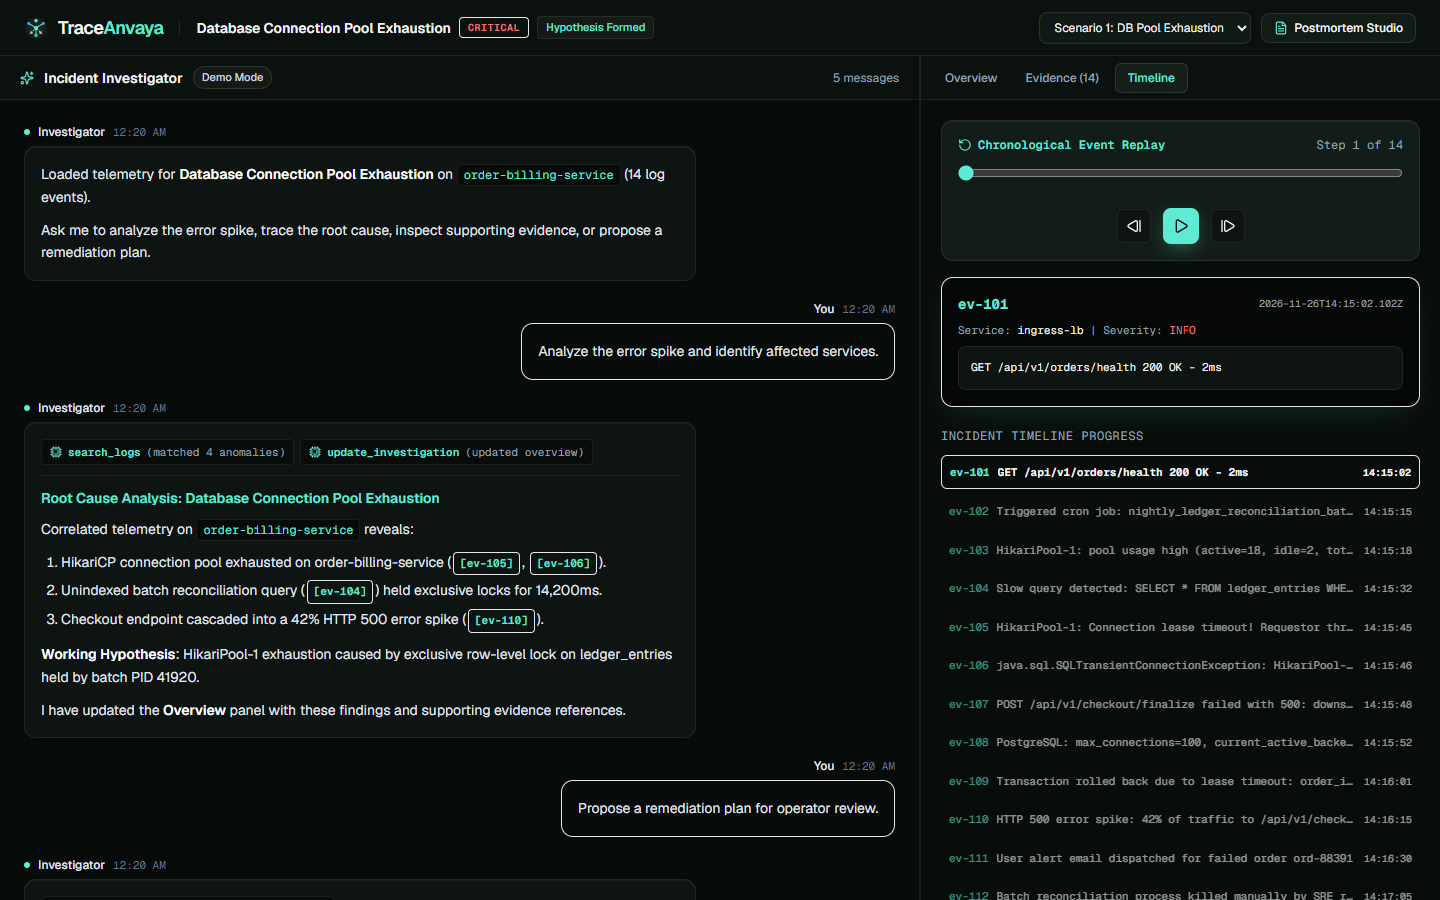 TraceAnvaya
Database Connection Pool Exhaustion
CRITICAL
Hypothesis Formed
Scenario 1: DB Pool Exhaustion
Postmortem Studio
Incident Investigator
Demo Mode
5 messages
Overview
Evidence (14)
Timeline
Investigator 12:20 AM
Loaded telemetry for Database Connection Pool Exhaustion on order-billing-service (14 log
events).
Ask me to analyze the error spike, trace the root cause, inspect supporting evidence, or propose a
remediation plan.
You 12:20 AM
Analyze the error spike and identify affected services.
Investigator 12:20 AM
search_logs (matched 4 anomalies)
update_investigation (updated overview)
Root Cause Analysis: Database Connection Pool Exhaustion
Correlated telemetry on order-billing-service reveals:
1. HikariCP connection pool exhausted on order-billing-service ( [ev-105] , [ev-106] ).
2. Unindexed batch reconciliation query ( [ev-104] ) held exclusive locks for 14,200ms.
3. Checkout endpoint cascaded into a 42% HTTP 500 error spike ( [ev-110] ).
Working Hypothesis: HikariPool-1 exhaustion caused by exclusive row-level lock on ledger_entries
held by batch PID 41920.
I have updated the Overview panel with these findings and supporting evidence references.
You 12:20 AM
Propose a remediation plan for operator review.
Investigator 12:20 AM
Chronological Event Replay
Step 1 of 14
ev-101
2026-11-26T14:15:02.102Z
Service: ingress-lb | Severity: INFO
GET /api/v1/orders/health 200 OK - 2ms
INCIDENT TIMELINE PROGRESS
ev-101 GET /api/v1/orders/health 200 OK - 2ms 14:15:02
ev-102 Triggered cron job: nightly_ledger_reconciliation_bat… 14:15:15
ev-103 HikariPool-1: pool usage high (active=18, idle=2, tot… 14:15:18
ev-104 Slow query detected: SELECT * FROM ledger_entries WHE… 14:15:32
ev-105 HikariPool-1: Connection lease timeout! Requestor thr… 14:15:45
ev-106 java.sql.SQLTransientConnectionException: HikariPool-… 14:15:46
ev-107 POST /api/v1/checkout/finalize failed with 500: downs… 14:15:48
ev-108 PostgreSQL: max_connections=100, current_active_backe… 14:15:52
ev-109 Transaction rolled back due to lease timeout: order_i… 14:16:01
ev-110 HTTP 500 error spike: 42% of traffic to /api/v1/check… 14:16:15
ev-111 User alert email dispatched for failed order ord-88391 14:16:30
ev-112 Batch reconciliation process killed manually by SRE r… 14:17:05